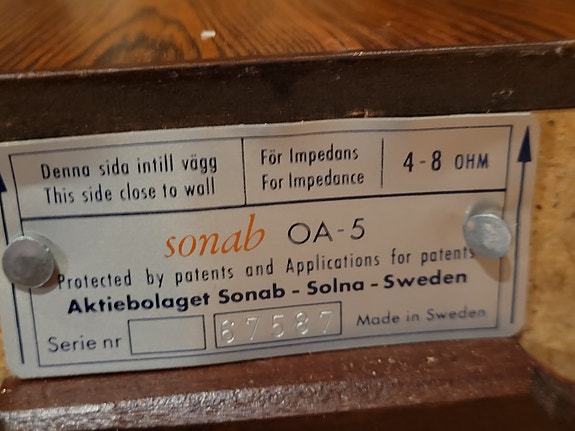 Denna sida intill vägg
This side close to wall
För Impedans
For Impedance
4-8 OHM
sonab OA-5
Protected by patents and Applications for patents
Aktiebolaget Sonab - Solna - Sweden
Serie nr 67587 Made in Sweden